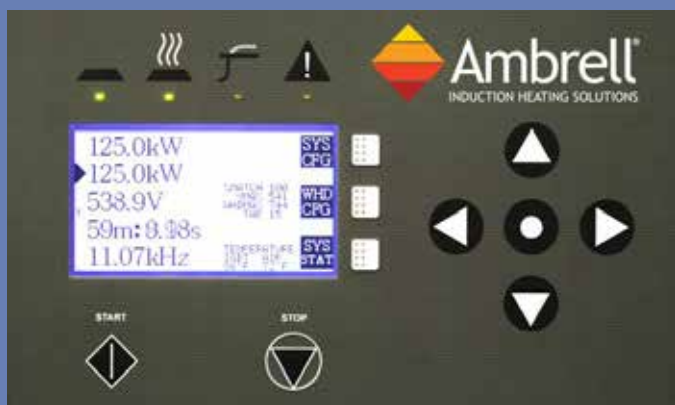 Ambrell®
INDUCTION HEATING SOLUTIONS
125.0kW
SYS
CFG
125.0kW
538.9V
WHD
CFG
11.07kHz
TEMPERATURE
SYS
STAT
START
STOP